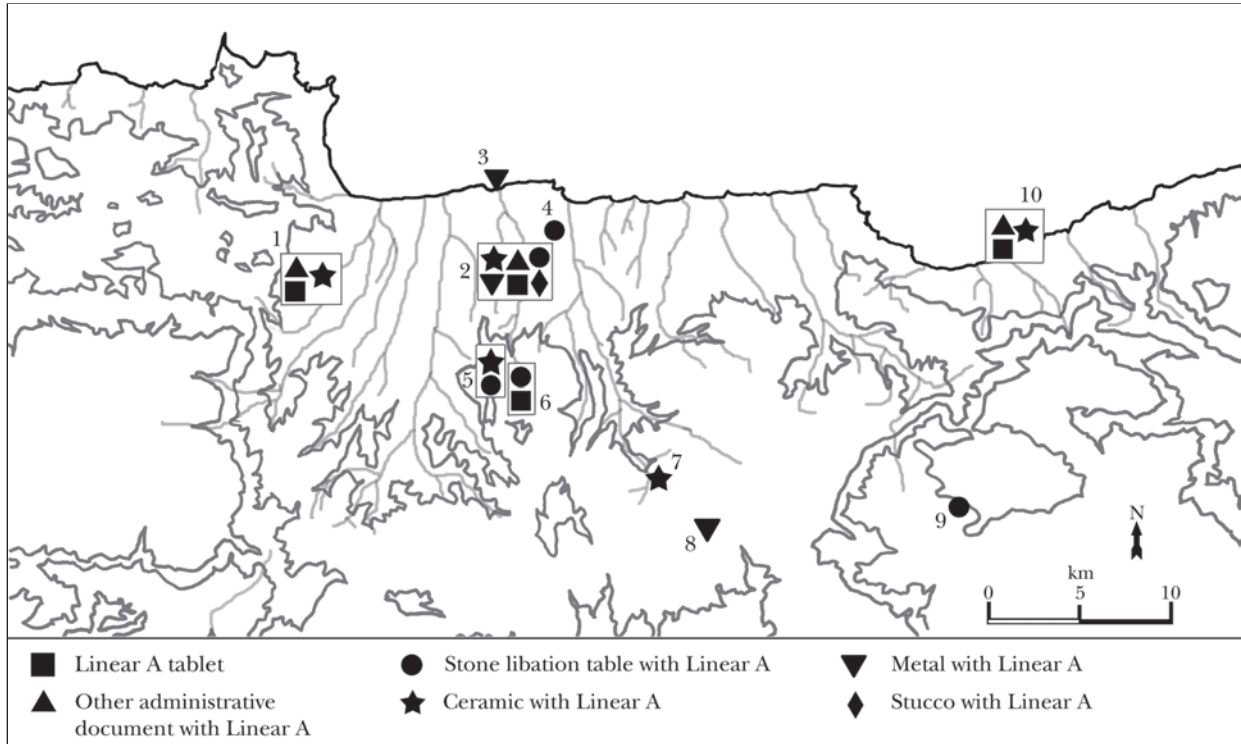 3
10
4
1
2
5
6
7
8
9
N
km
0 5 10
Linear A tablet
Other administrative
document with Linear A
Stone libation table with Linear A
Ceramic with Linear A
Metal with Linear A
Stucco with Linear A